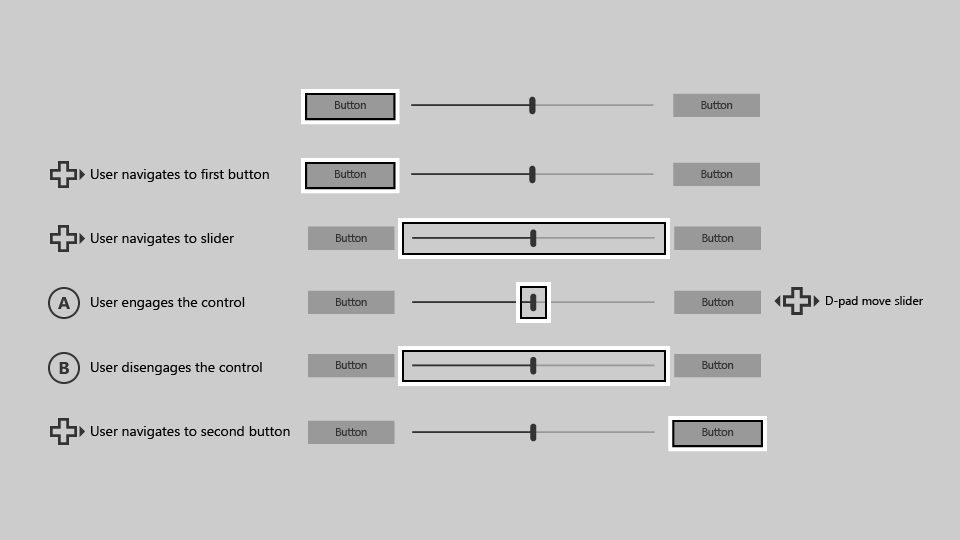 Button Button
User navigates to first button Button Button
User navigates to slider Button Button
A User engages the control Button Button D-pad move slider
B User disengages the control Button Button
User navigates to second button Button Button